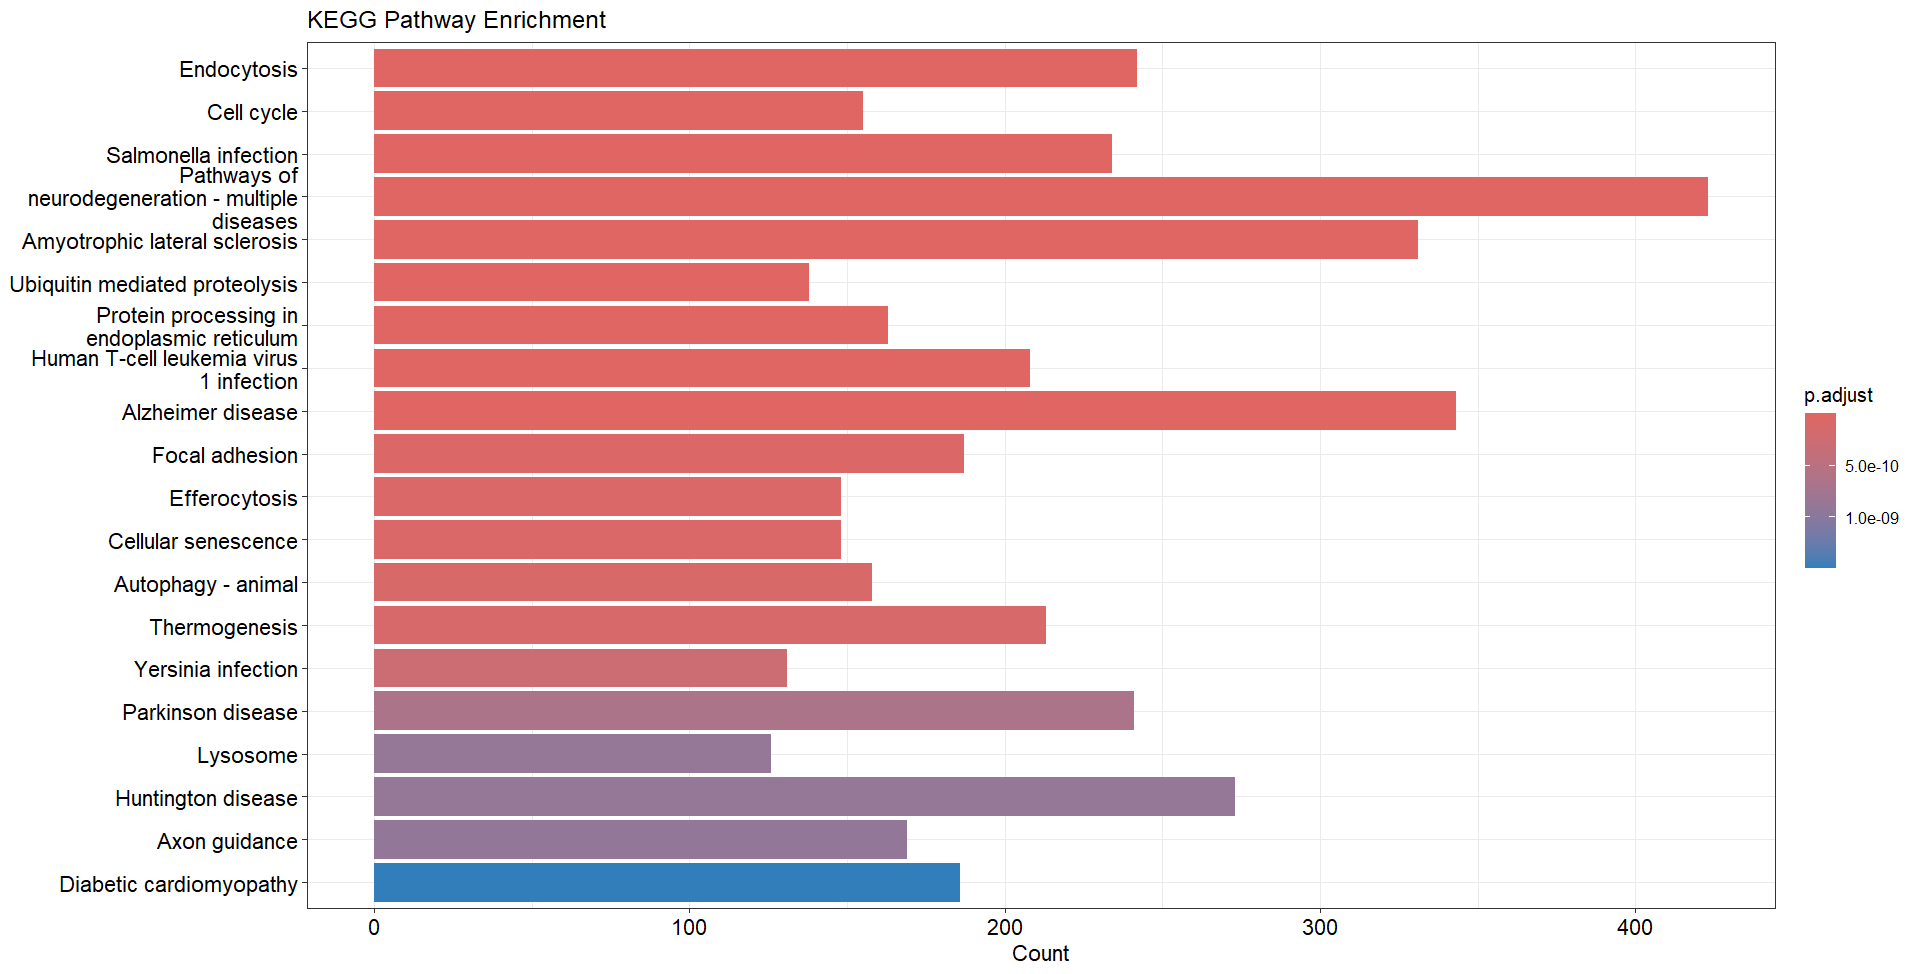 KEGG Pathway Enrichment
Endocytosis
Cell cycle
Salmonella infection
Pathways of
neurodegeneration - multiple
diseases
Amyotrophic lateral sclerosis
Ubiquitin mediated proteolysis
Protein processing in
endoplasmic reticulum
Human T-cell leukemia virus
1 infection
Alzheimer disease
Focal adhesion
Efferocytosis
Cellular senescence
Autophagy - animal
Thermogenesis
Yersinia infection
Parkinson disease
Lysosome
Huntington disease
Axon guidance
Diabetic cardiomyopathy
0 100 200 300 400
Count
p.adjust
5.0e-10
1.0e-09